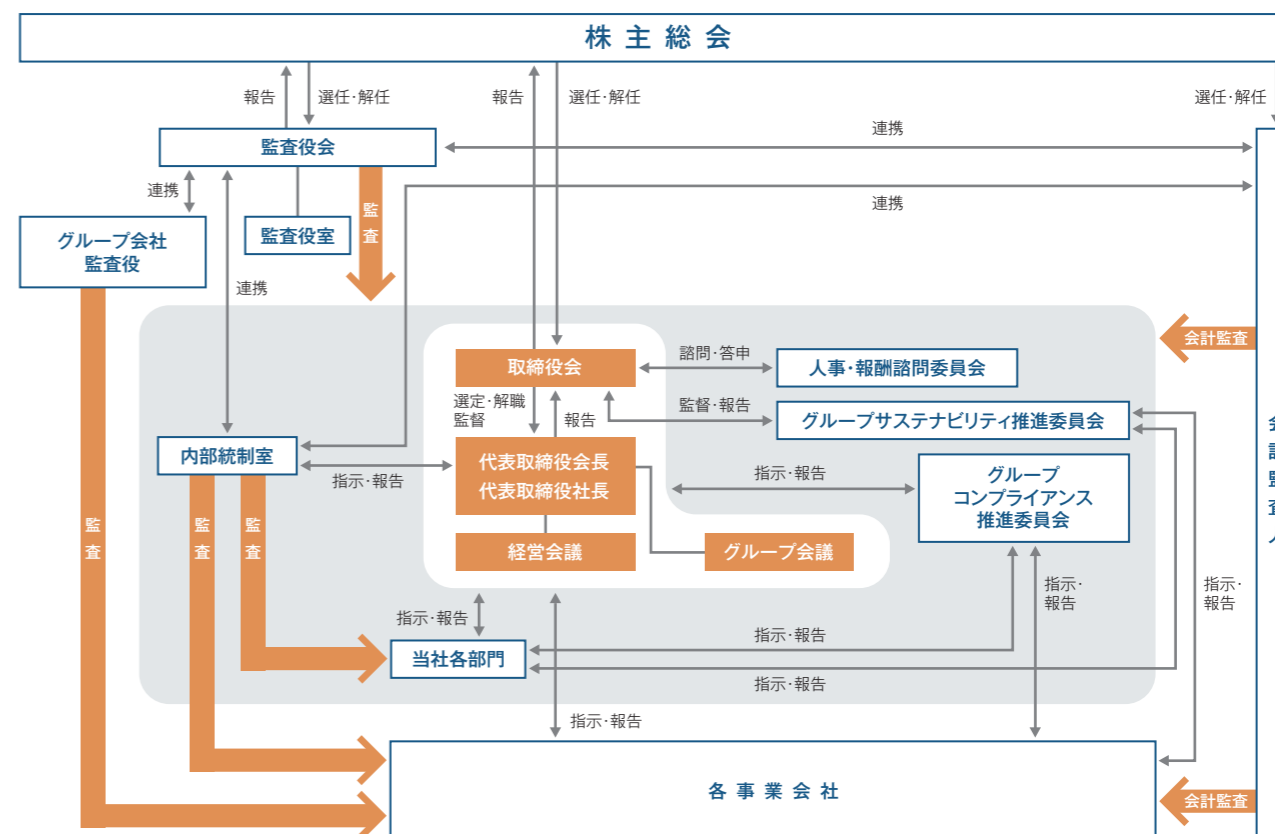 株主総会
報告
選任・解任
報告
選任・解任
選任・解任
監査役会
連携
連携
連携
グループ会社
監査役
監査役室
監査
連携
会計監査
取締役会
諮問・答申
人事・報酬諮問委員会
選定・解職
監督
報告
監督・報告
グループサステナビリティ推進委員会
内部統制室
指示・報告
代表取締役会長
代表取締役社長
指示・報告
グループ
コンプライアンス
推進委員会
監査
監査
監査
経営会議
グループ会議
指示・報告
指示・
報告
指示・
報告
指示・報告
当社各部門
指示・報告
指示・報告
各事業会社
会計監査